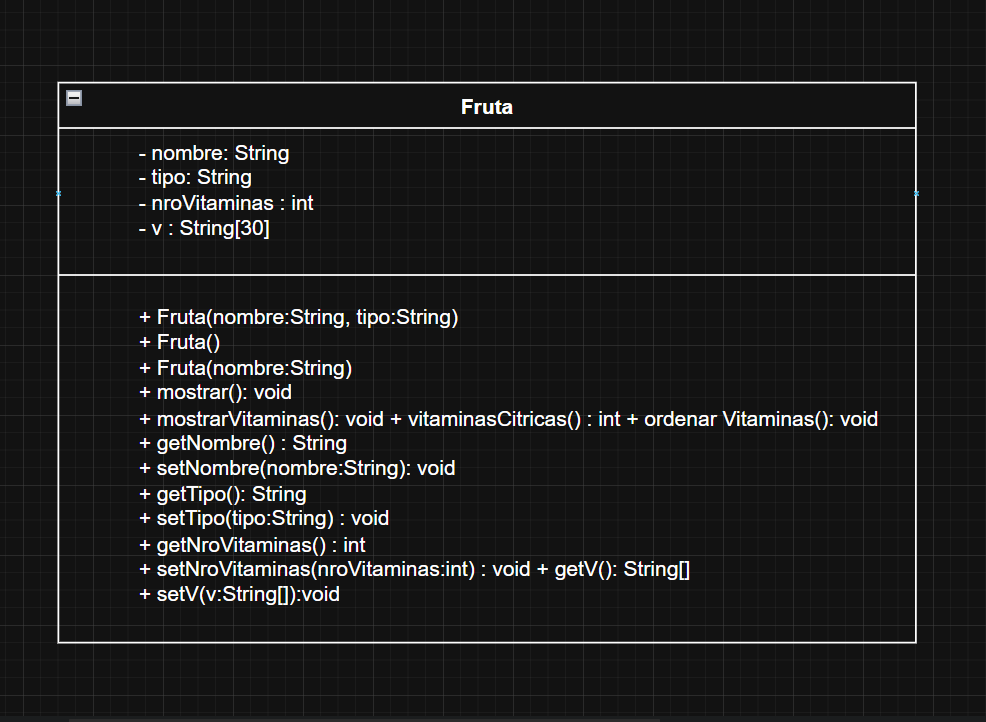 Fruta
- nombre: String
- tipo: String
- nroVitaminas : int
- v : String[30]
+ Fruta(nombre:String, tipo:String)
+ Fruta()
+ Fruta(nombre:String)
+ mostrar(): void
+ mostrarVitaminas(): void + vitaminasCitricas() : int + ordenar Vitaminas(): void
+ getNombre() : String
+ setNombre(nombre:String): void
+ getTipo(): String
+ setTipo(tipo:String) : void
+ getNroVitaminas() : int
+ setNroVitaminas(nroVitaminas:int) : void + getV(): String[]
+ setV(v:String[]):void